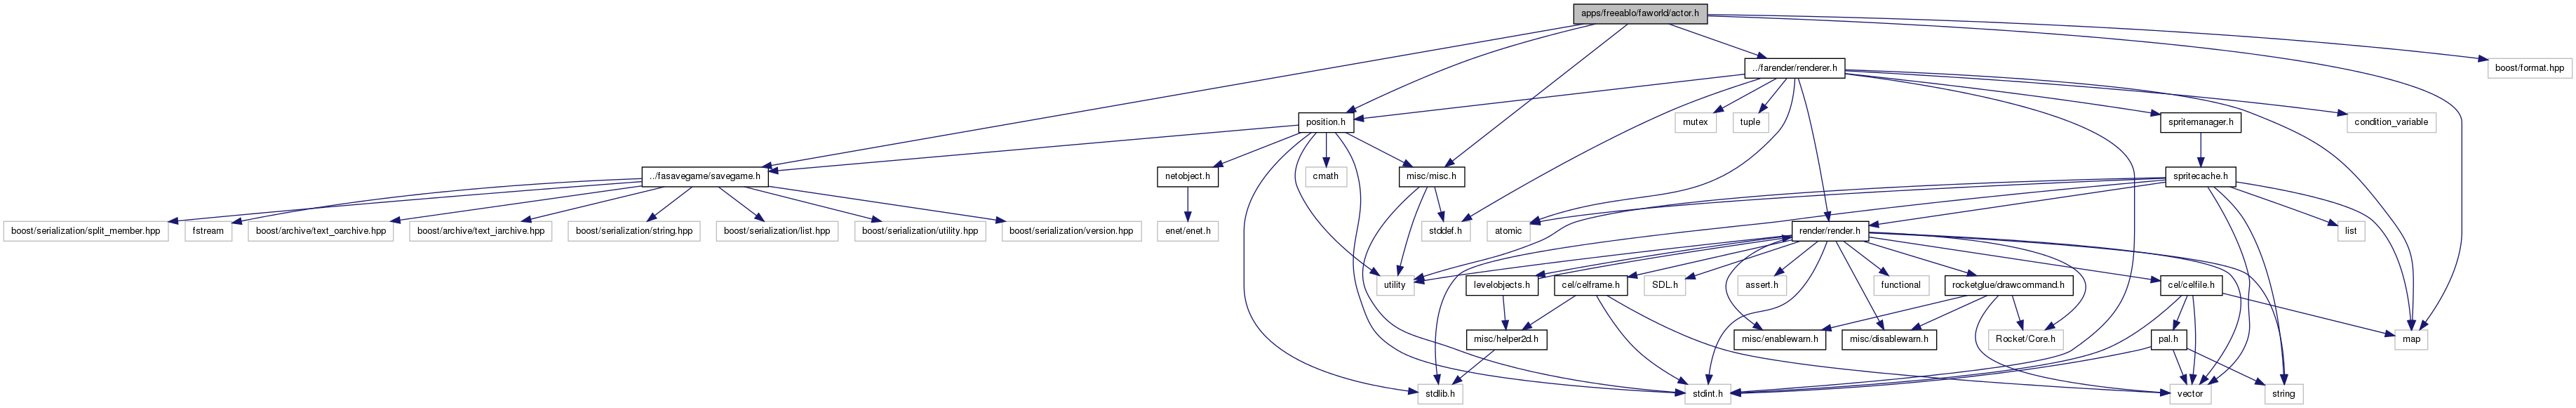 apps/freeablo/faworld/actor.h
../farender/renderer.h
boost/format.hpp
position.h
mutex
tuple
spritemanager.h
condition_variable
../fasavegame/savegame.h
netobject.h
cmath
misc/misc.h
spritecache.h
boost/serialization/split_member.hpp
fstream
boost/archive/text_oarchive.hpp
boost/archive/text_iarchive.hpp
boost/serialization/string.hpp
boost/serialization/list.hpp
boost/serialization/utility.hpp
boost/serialization/version.hpp
enet/enet.h
stddef.h
atomic
render/render.h
list
utility
levelobjects.h
cel/celframe.h
SDL.h
assert.h
functional
rocketglue/drawcommand.h
cel/celfile.h
misc/helper2d.h
misc/enablewarn.h
misc/disablewarn.h
Rocket/Core.h
pal.h
map
stdlib.h
stdint.h
vector
string